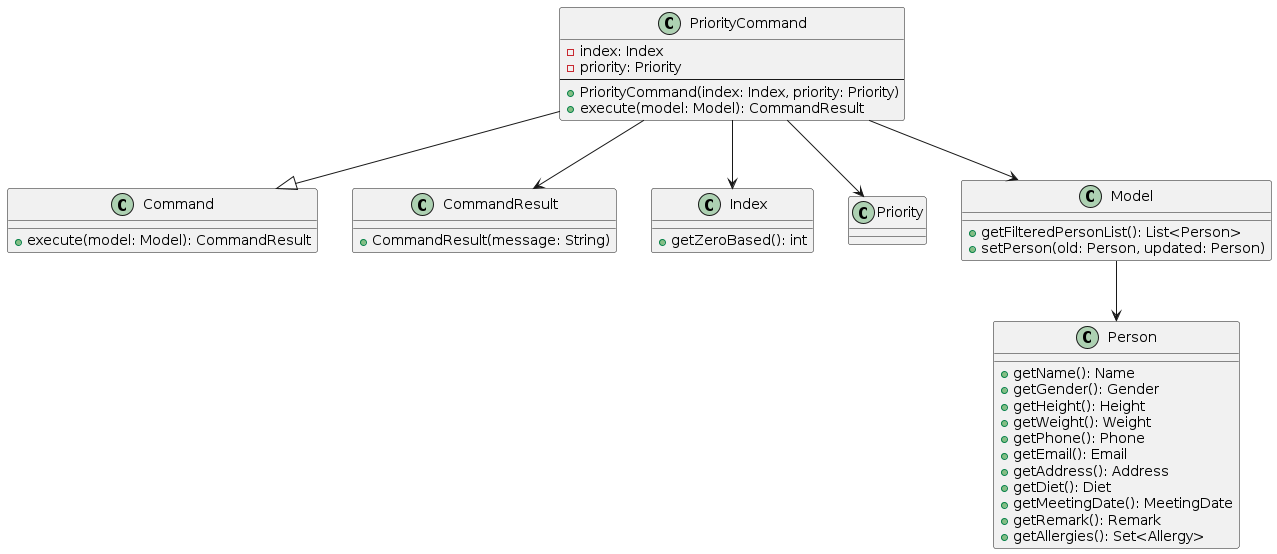 C PriorityCommand
index: Index
priority: Priority
PriorityCommand(index: Index, priority: Priority)
execute(model: Model): CommandResult
C Command
execute(model: Model): CommandResult
C CommandResult
CommandResult(message: String)
C Index
getZeroBased(): int
C Priority
C Model
getFilteredPersonList(): List<Person>
setPerson(old: Person, updated: Person)
C Person
getName(): Name
getGender(): Gender
getHeight(): Height
getWeight(): Weight
getPhone(): Phone
getEmail(): Email
getAddress(): Address
getDiet(): Diet
getMeetingDate(): MeetingDate
getRemark(): Remark
getAllergies(): Set<Allergy>